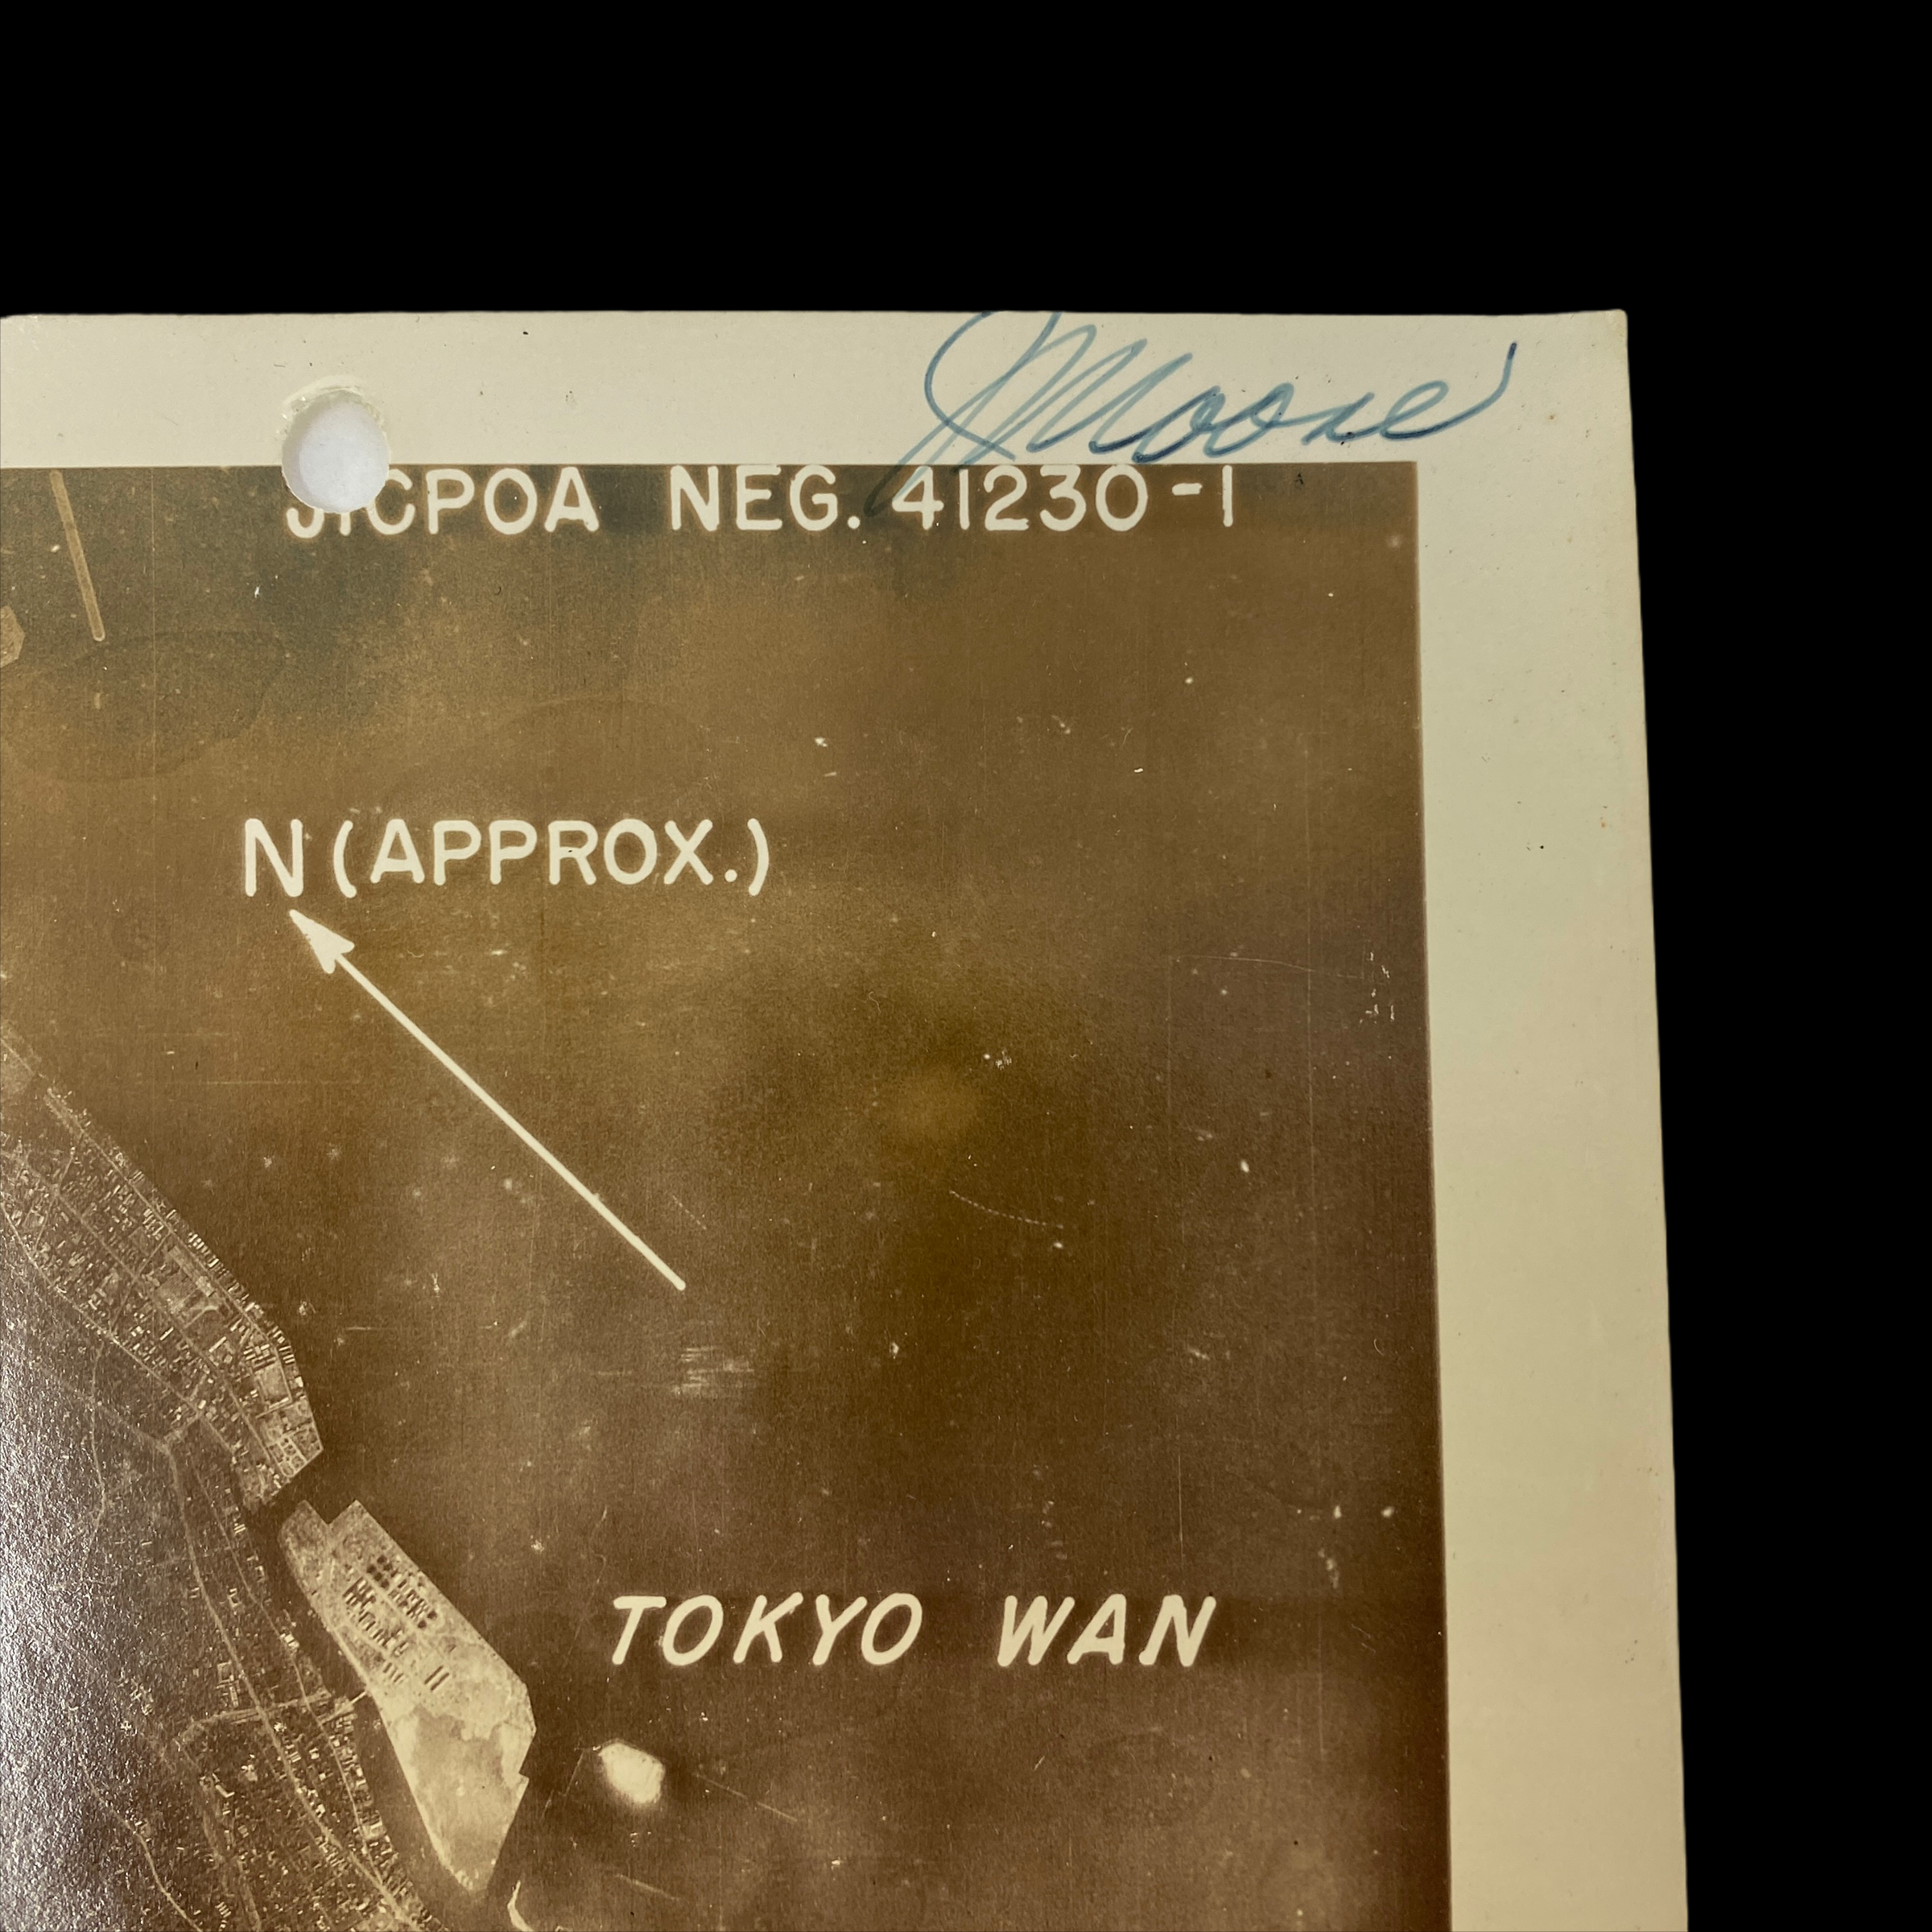 Moore
JICPOA NEG. 41230-1
N (APPROX.)
TOKYO WAN